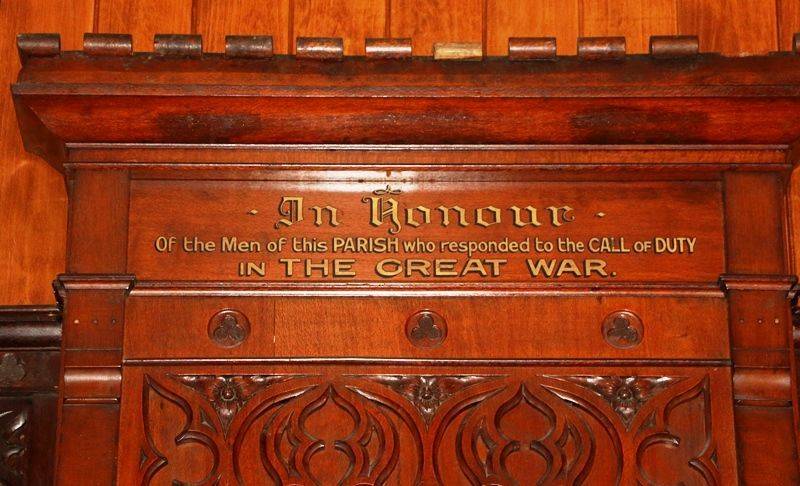 · In Honour ·
Of the Men of this PARISH who responded to the CALL OF DUTY
IN THE GREAT WAR.